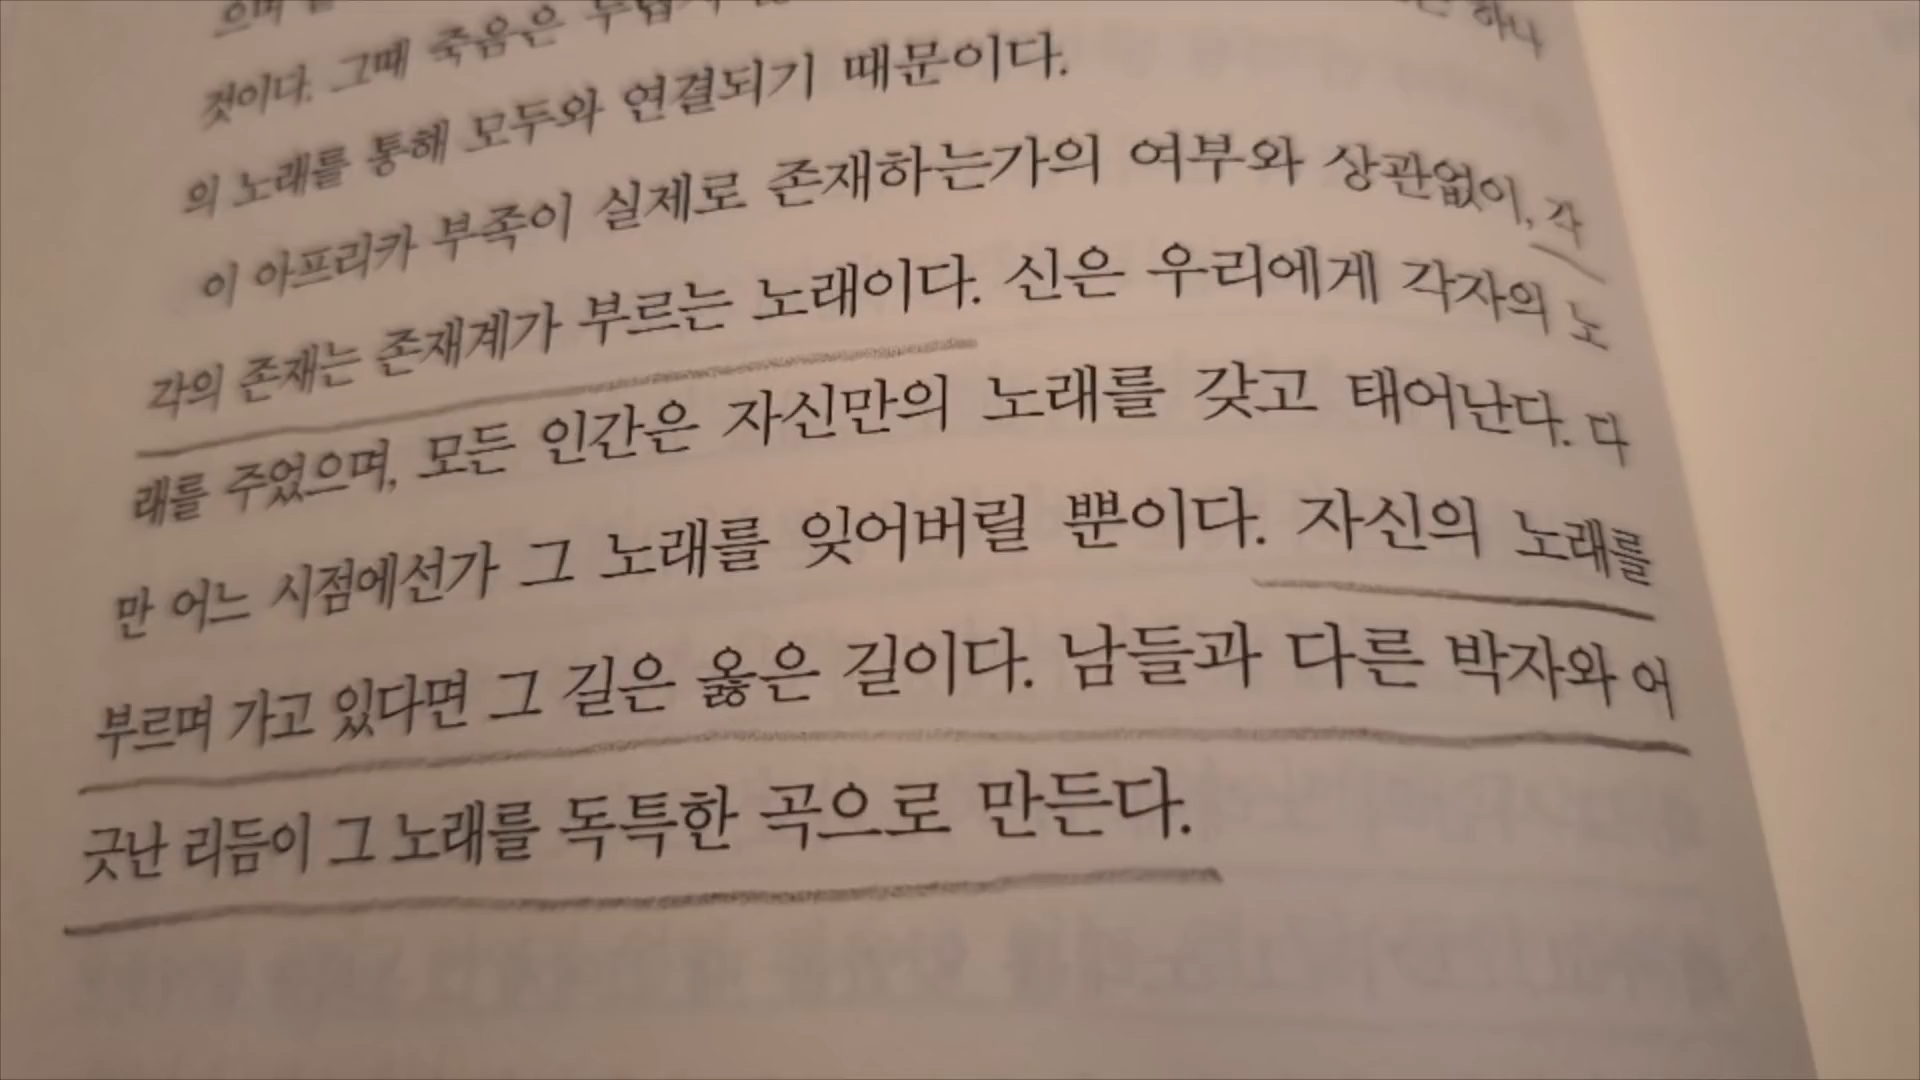 으며
것이다. 그때 죽음은 두렵지 하나
의 노래를 통해 모두와 연결되기 때문이다.
이 아프리카 부족이 실제로 존재하는가의 여부와 상관없이, 각
각의 존재는 존재계가 부르는 노래이다. 신은 우리에게 각자의 노
래를 주었으며, 모든 인간은 자신만의 노래를 갖고 태어난다. 다
만 어느 시점에선가 그 노래를 잊어버릴 뿐이다. 자신의 노래를
부르며 가고 있다면 그 길은 옳은 길이다. 남들과 다른 박자와 어
긋난 리듬이 그 노래를 독특한 곡으로 만든다.